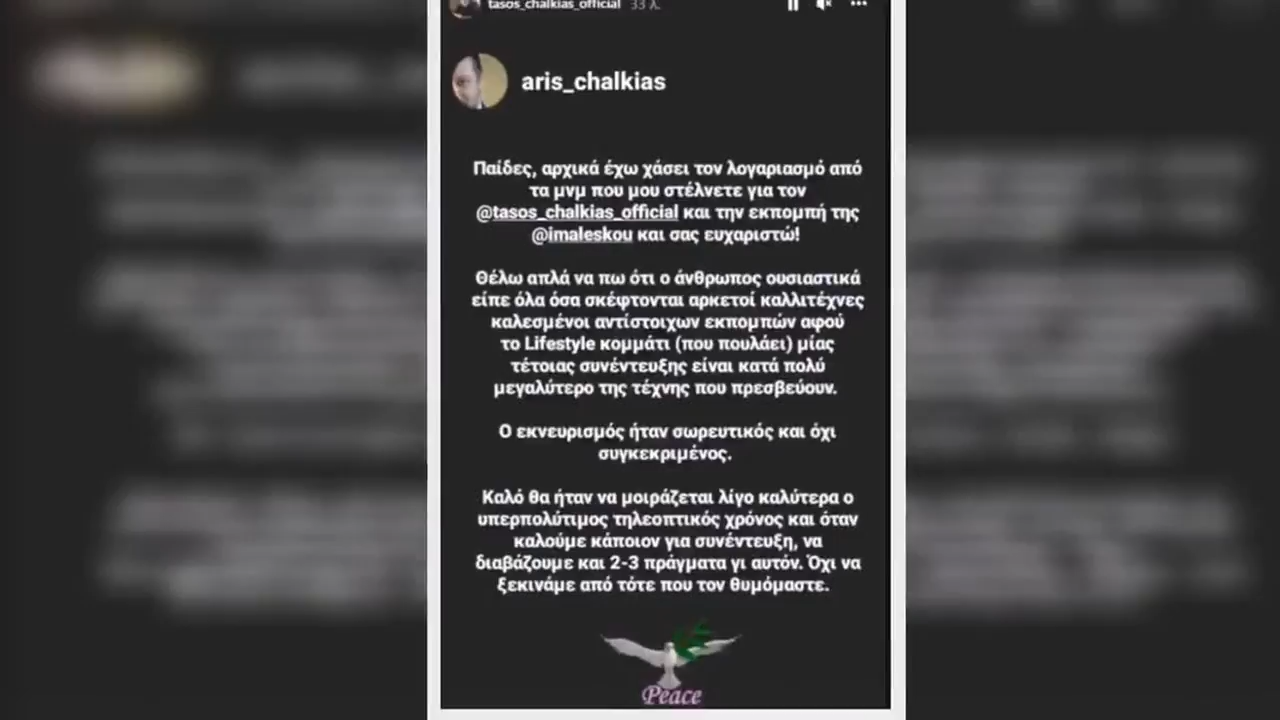 tasos_chalkias_official 33 λ.
aris_chalkias
Παίδες, αρχικά έχω χάσει τον λογαριασμό από
τα μνμ που μου στέλνετε για τον
@tasos_chalkias_official και την εκπομπή της
@imaleskou και σας ευχαριστώ!
Θέλω απλά να πω ότι ο άνθρωπος ουσιαστικά
είπε όλα όσα σκέφτονται αρκετοί καλλιτέχνες
καλεσμένοι αντίστοιχων εκπομπών αφού
το Lifestyle κομμάτι (που πουλάει) μίας
τέτοιας συνέντευξης είναι κατά πολύ
μεγαλύτερο της τέχνης που πρεσβεύουν.
Ο εκνευρισμός ήταν σωρευτικός και όχι
συγκεκριμένος.
Καλό θα ήταν να μοιράζεται λίγο καλύτερα ο
υπερπολύτιμος τηλεοπτικός χρόνος και όταν
καλούμε κάποιον για συνέντευξη, να
διαβάζουμε και 2-3 πράγματα γι αυτόν. Όχι να
ξεκινάμε από τότε που τον θυμόμαστε.
Peace